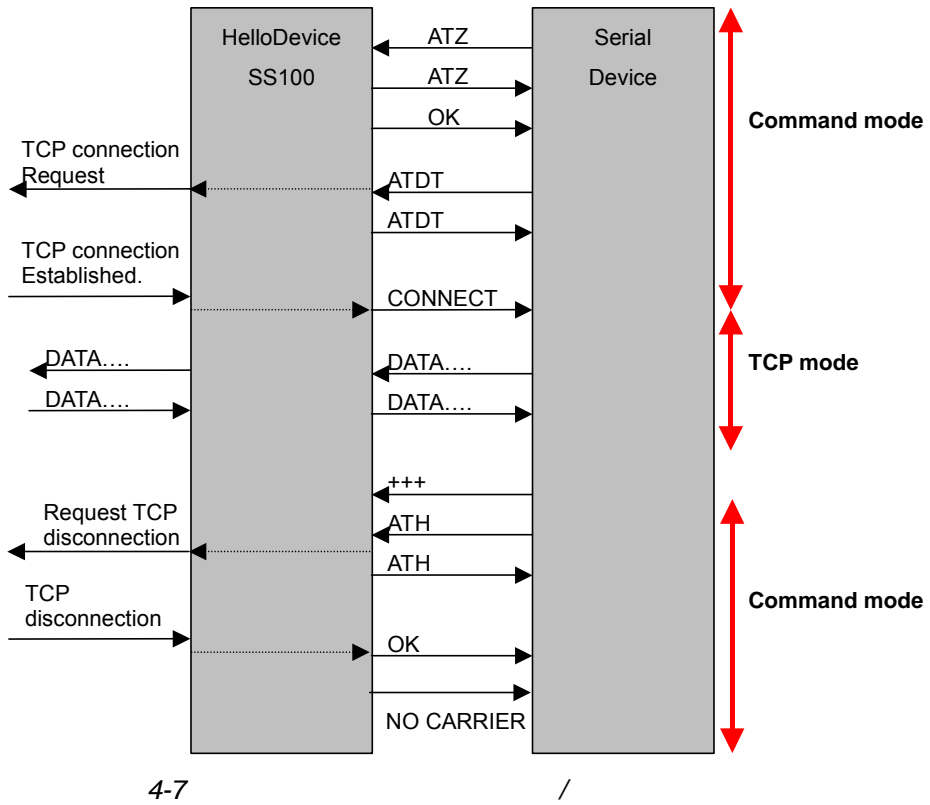 HelloDevice
SS100
Serial
Device
ATZ
ATZ
OK
Command mode
TCP connection
Request
ATDT
ATDT
TCP connection
Established.
CONNECT
DATA….
DATA….
DATA….
DATA….
TCP mode
+++
Request TCP
disconnection
ATH
ATH
TCP
disconnection
Command mode
OK
NO CARRIER
4-7 /